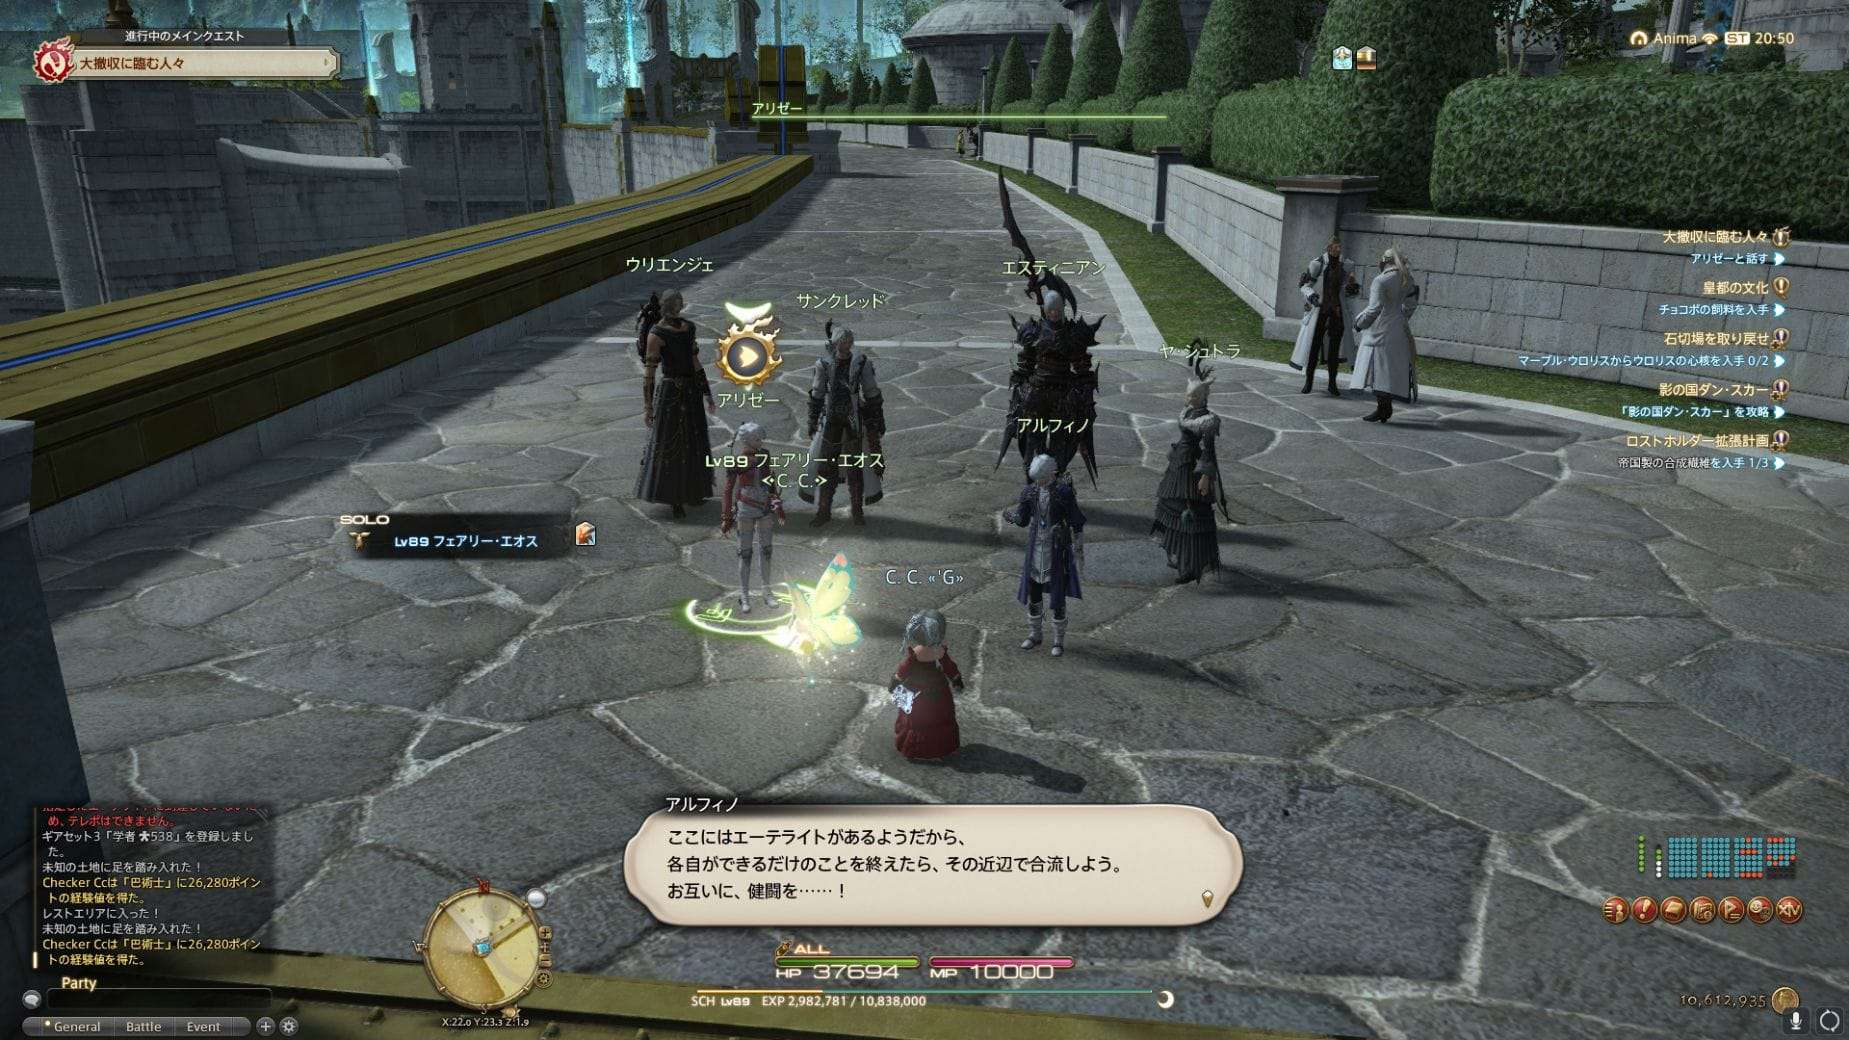 進行中のメインクエスト
大撤収に臨む人々
Anima ST 20:50
アリゼー
大撤収に臨む人々
アリゼーと話す
皇都の文化
チョコボの飼料を入手
石切場を取り戻せ
マーブル・ウロリスからウロリスの心核を入手 0/2
影の国ダン・スカー
「影の国ダン・スカー」を攻略
ロストホルダー拡張計画
帝国製の合成繊維を入手 1/3
ウリエンジェ
サンクレッド
エスティニアン
ヤ・シュトラ
アリゼー
アルフィノ
Lv89 フェアリー・エオス
<C. C.>
SOLO
Lv89 フェアリー・エオス
C. C. «'G»
アルフィノ
ここにはエーテライトがあるようだから、
各自ができるだけのことを終えたら、その近辺で合流しよう。
お互いに、健闘を……！
め、テレポはできません。
ギアセット3「学者 538」を登録しまし
た。
未知の土地に足を踏み入れた！
Checker Ccは「巴術士」に26,280ポイン
トの経験値を得た。
レストエリアに入った！
未知の土地に足を踏み入れた！
Checker Ccは「巴術士」に26,280ポイン
トの経験値を得た。
Party
General Battle Event
X:22.0 Y:23.3 Z:1.9
ALL
HP 37694 MP 10000
SCH Lv89 EXP 2,982,781 / 10,838,000
XIV
10,612,935